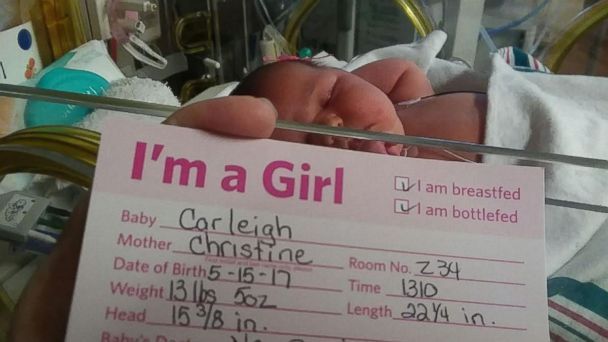 I'm a Girl
I am breastfed
I am bottlefed
Baby Carleigh
Mother Christine
Room No. 234
Date of Birth 5-15-17
Time 1310
Weight 13 lbs 5oz
Length 22 1/4 in.
Head 15 3/8 in.